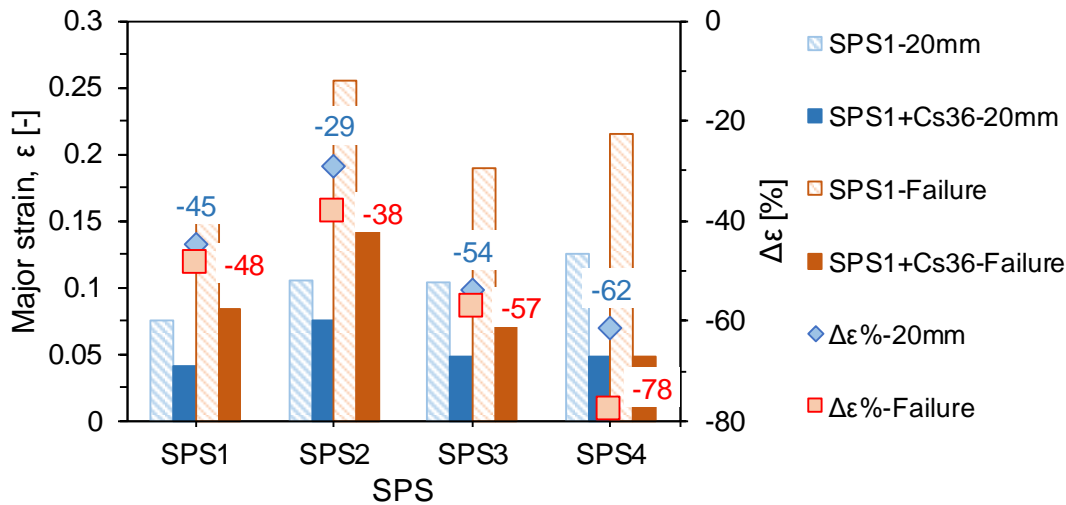 Major strain, ε [-]
0.3
0.25
0.2
0.15
0.1
0.05
0
-45
-48
-29
-38
-54
-57
-62
-78
0
-20
-40
-60
-80
Δε [%]
SPS1
SPS2
SPS3
SPS4
SPS
SPS1-20mm
SPS1+Cs36-20mm
SPS1-Failure
SPS1+Cs36-Failure
Δε%-20mm
Δε%-Failure